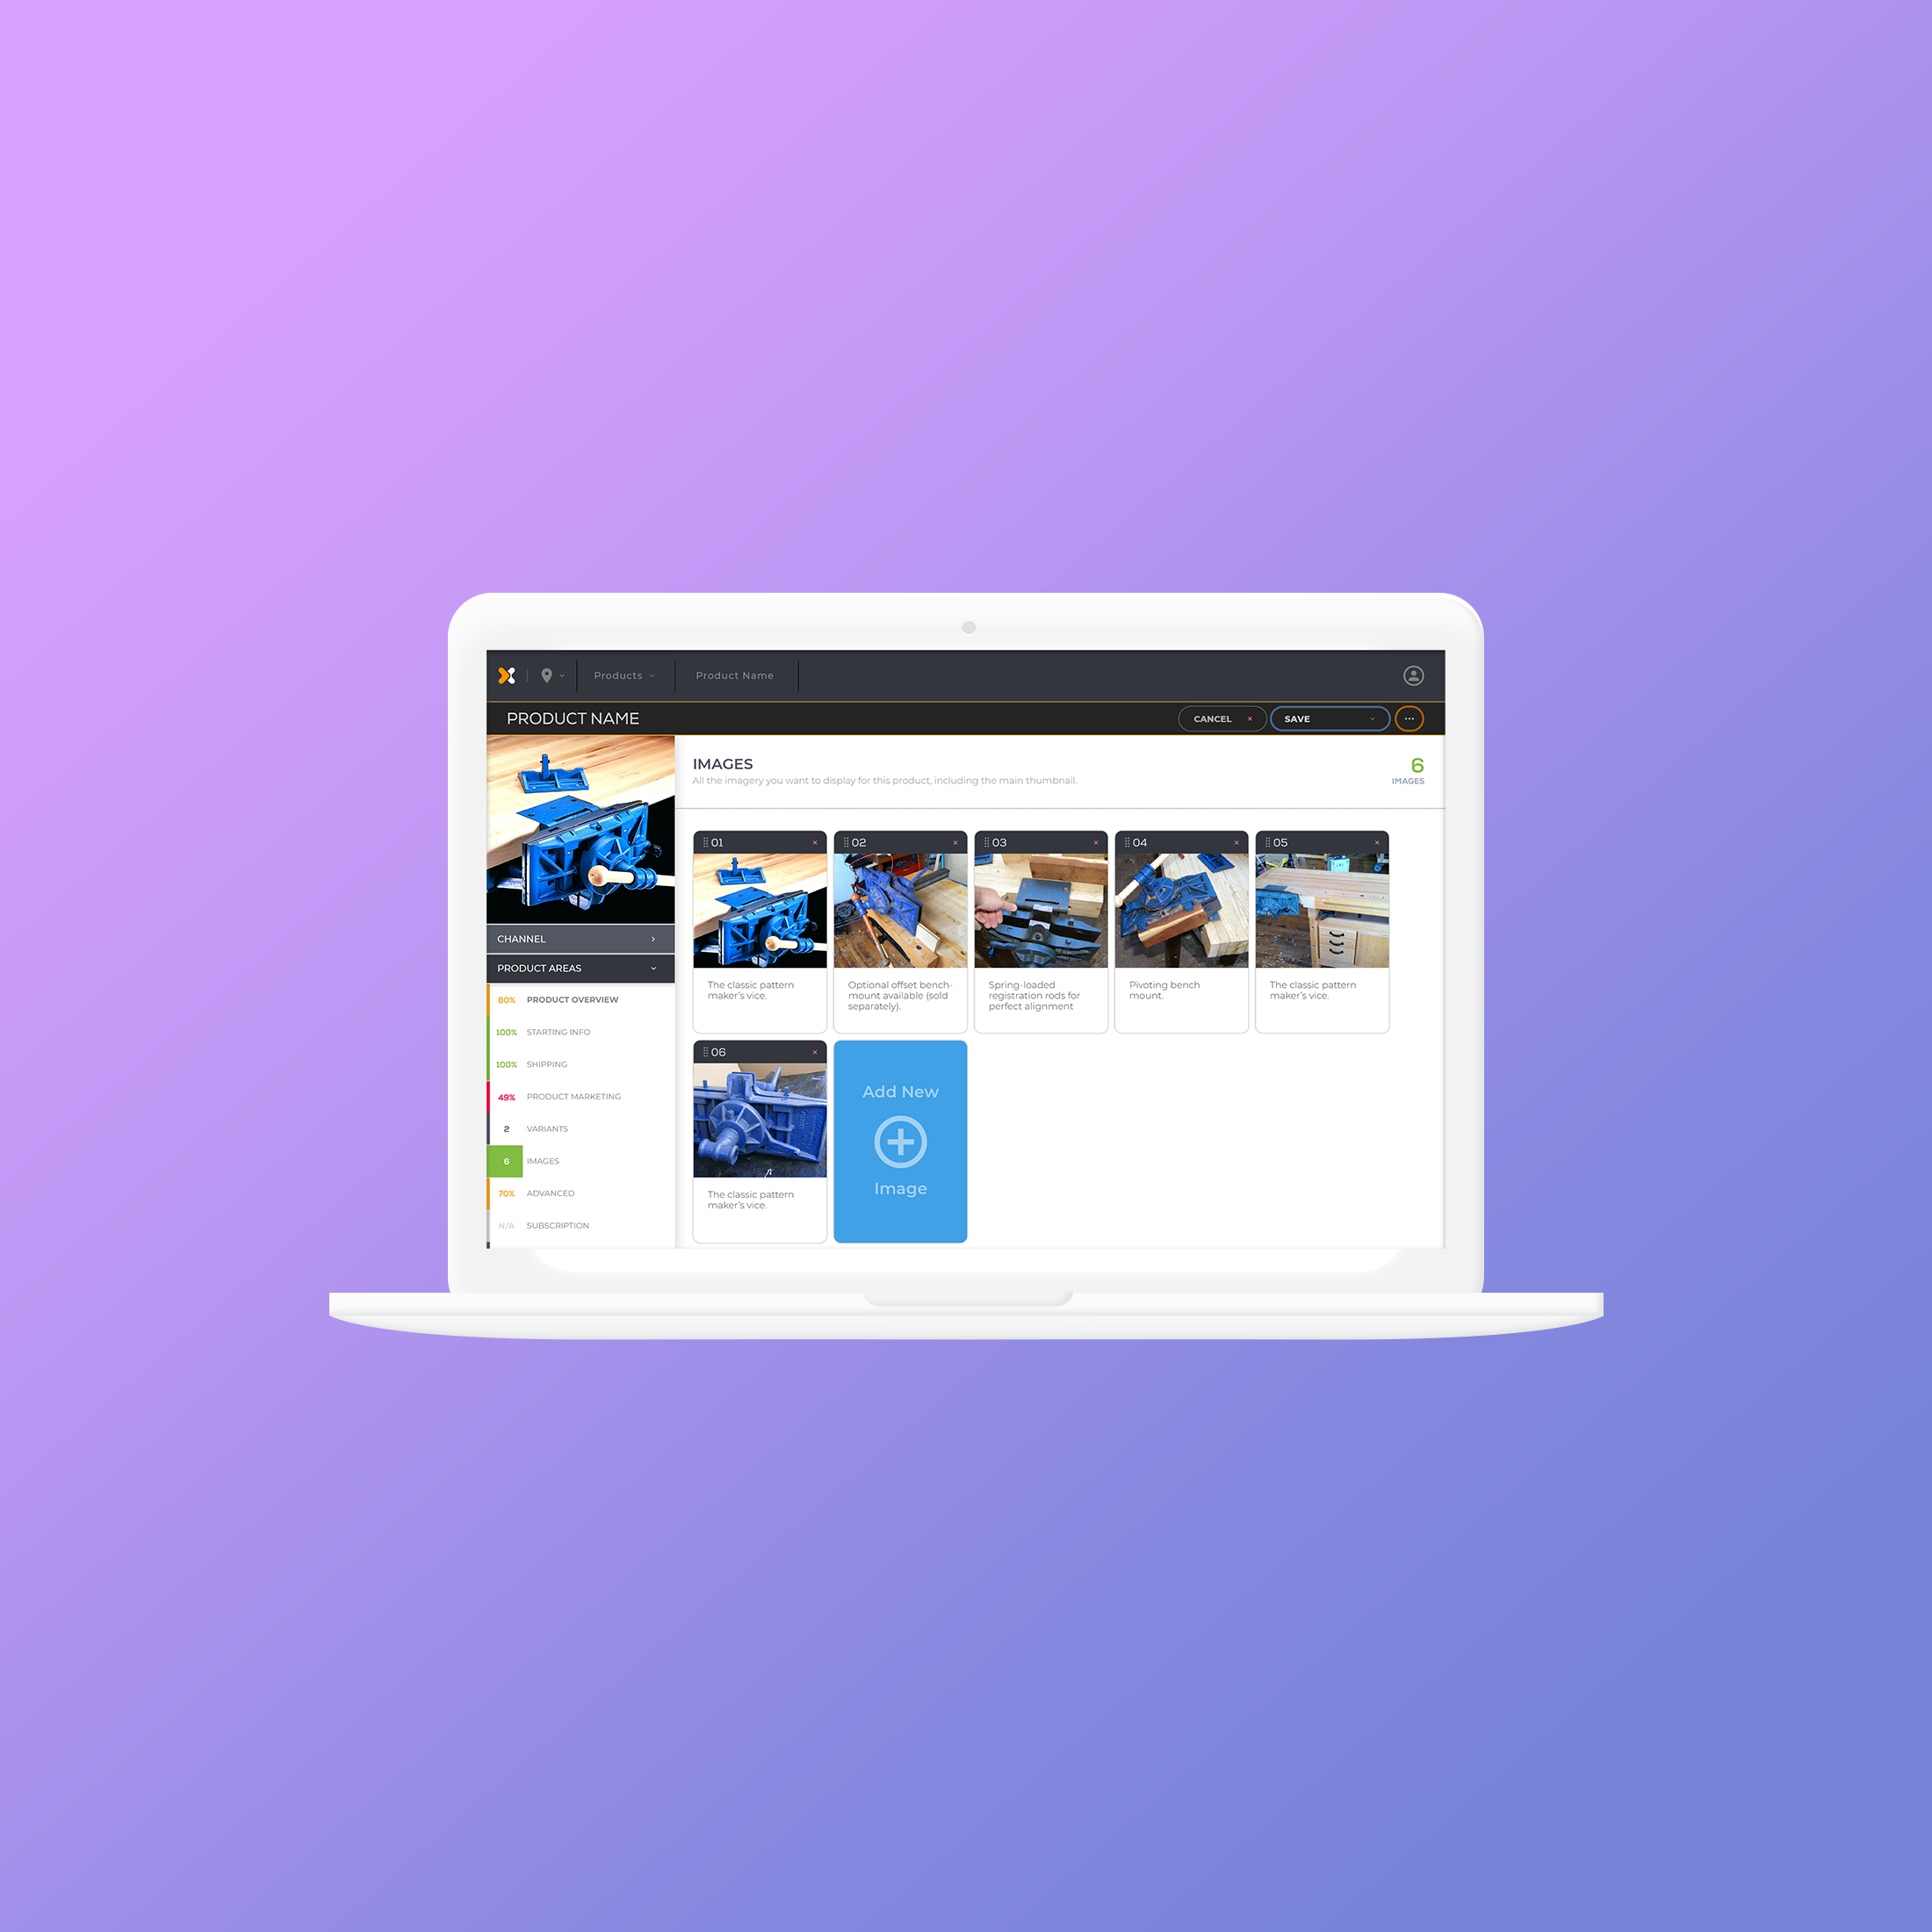 Products
Product Name
PRODUCT NAME
CANCEL
SAVE
IMAGES
All the imagery you want to display for this product, including the main thumbnail.
6
IMAGES
CHANNEL
PRODUCT AREAS
80% PRODUCT OVERVIEW
100% STARTING INFO
100% SHIPPING
49% PRODUCT MARKETING
2 VARIANTS
6 IMAGES
70% ADVANCED
N/A SUBSCRIPTION
01
The classic pattern
maker's vice.
02
Optional offset bench-
mount available (sold
separately).
03
Spring-loaded
registration rods for
perfect alignment
04
Pivoting bench
mount.
05
The classic pattern
maker's vice.
06
The classic pattern
maker's vice.
Add New
Image